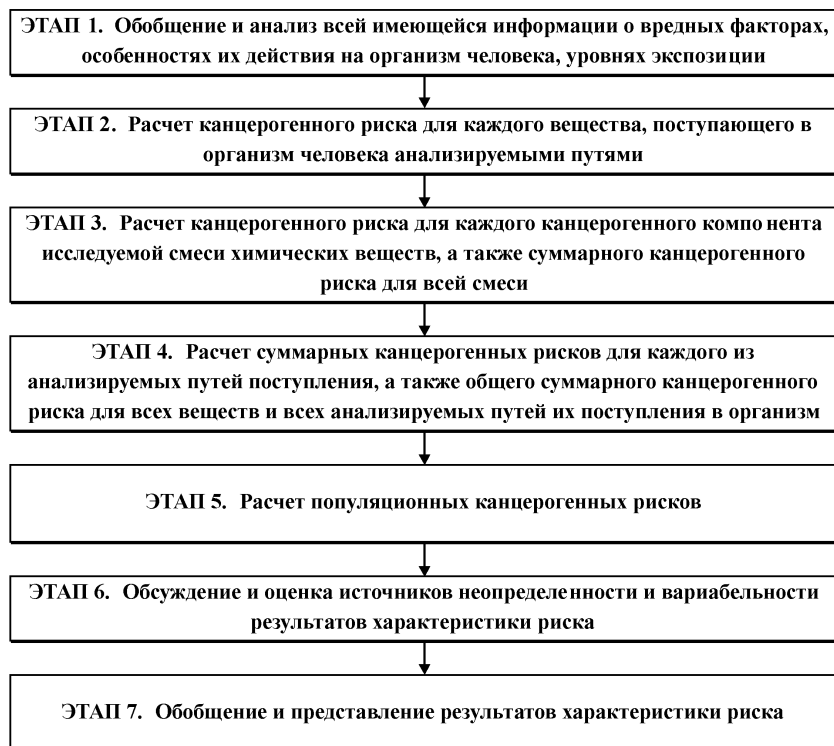 ЭТАП 1. Обобщение и анализ всей имеющейся информации о вредных факторах,
особенностях их действия на организм человека, уровнях экспозиции
ЭТАП 2. Расчет канцерогенного риска для каждого вещества, поступающего в
организм человека анализируемыми путями
ЭТАП 3. Расчет канцерогенного риска для каждого канцерогенного компонента
исследуемой смеси химических веществ, а также суммарного канцерогенного
риска для всей смеси
ЭТАП 4. Расчет суммарных канцерогенных рисков для каждого из
анализируемых путей поступления, а также общего суммарного канцерогенного
риска для всех веществ и всех анализируемых путей их поступления в организм
ЭТАП 5. Расчет популяционных канцерогенных рисков
ЭТАП 6. Обсуждение и оценка источников неопределенности и вариабельности
результатов характеристики риска
ЭТАП 7. Обобщение и представление результатов характеристики риска